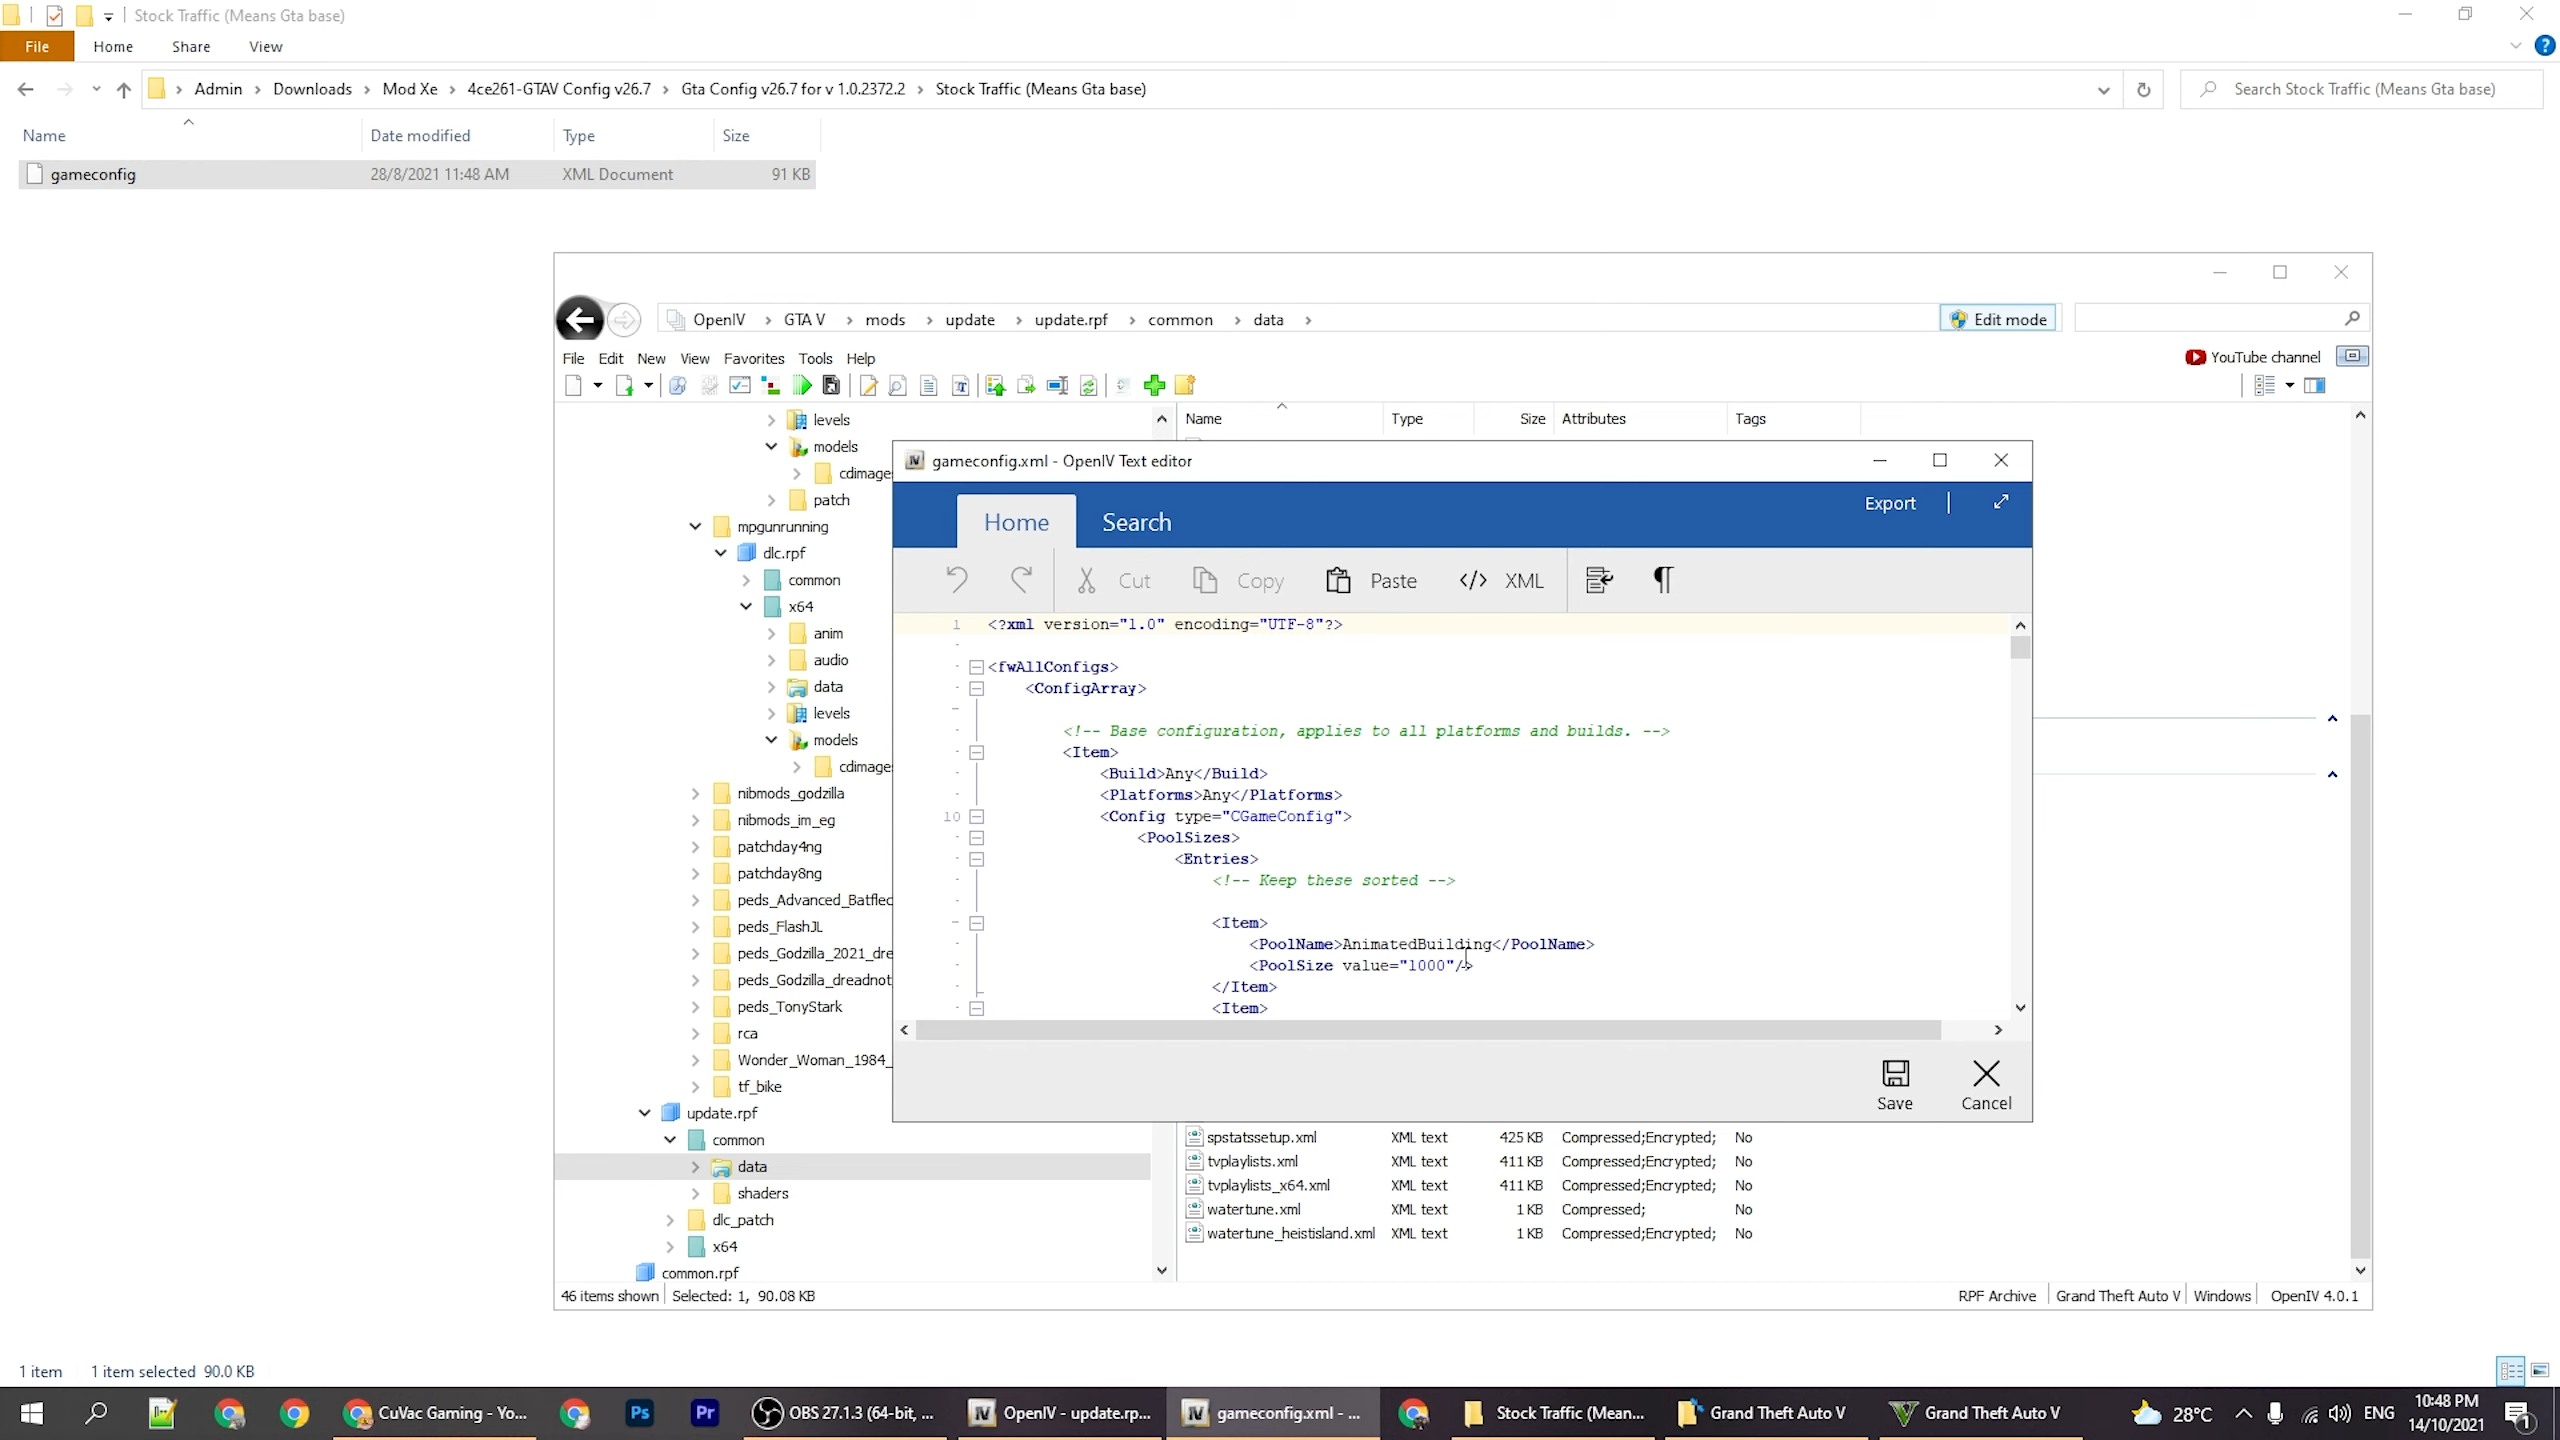 Stock Traffic (Means Gta base)
File Home Share View
Admin Downloads Mod Xe 4ce261-GTAV Config v26.7 Gta Config v26.7 for v 1.0.2372.2 Stock Traffic (Means Gta base)
Search Stock Traffic (Means Gta base)
Name Date modified Type Size
gameconfig 28/8/2021 11:48 AM XML Document 91 KB
OpenIV GTA V mods update update.rpf common data
Edit mode
File Edit New View Favorites Tools Help
YouTube channel
levels
models
cdimage
patch
mpgunrunning
dlc.rpf
common
x64
anim
audio
data
levels
models
cdimage
nibmods_godzilla
nibmods_im_eg
patchday4ng
patchday8ng
peds_Advanced_Batflec
peds_FlashJL
peds_Godzilla_2021_dre
peds_Godzilla_dreadnot
peds_TonyStark
rca
Wonder_Woman_1984_
tf_bike
update.rpf
common
data
shaders
dlc_patch
x64
common.rpf
Name Type Size Attributes Tags
gameconfig.xml - OpenIV Text editor
Home Search
Export
Cut Copy Paste XML
1 <?xml version="1.0" encoding="UTF-8"?>
<fwAllConfigs>
<ConfigArray>
<!-- Base configuration, applies to all platforms and builds. -->
<Item>
<Build>Any</Build>
<Platforms>Any</Platforms>
10 <Config type="CGameConfig">
<PoolSizes>
<Entries>
<!-- Keep these sorted -->
<Item>
<PoolName>AnimatedBuilding</PoolName>
<PoolSize value="1000"/>
</Item>
<Item>
Save Cancel
spstatssetup.xml XML text 425 KB Compressed;Encrypted; No
tvplaylists.xml XML text 411 KB Compressed;Encrypted; No
tvplaylists_x64.xml XML text 411 KB Compressed;Encrypted; No
watertune.xml XML text 1 KB Compressed; No
watertune_heistisland.xml XML text 1 KB Compressed;Encrypted; No
46 items shown Selected: 1, 90.08 KB
RPF Archive Grand Theft Auto V Windows OpenIV 4.0.1
1 item 1 item selected 90.0 KB
Ps
Pr
CuVac Gaming - Yo...
OBS 27.1.3 (64-bit, ...
OpenIV - update.rp...
gameconfig.xml - ...
Stock Traffic (Mean...
Grand Theft Auto V
Grand Theft Auto V
28°C
ENG
10:48 PM
14/10/2021
1